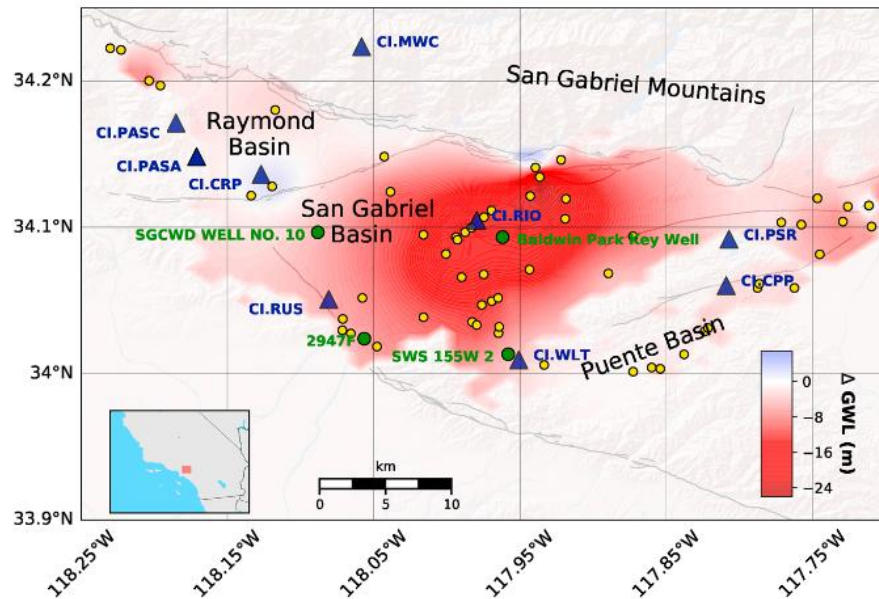 CI.MWC
34.2°N
San Gabriel Mountains
CI.PASC
Raymond
Basin
CI.PASA
CI.CRP
34.1°N
San Gabriel
Basin
CI.RIO
SGCWD WELL NO. 10
Baldwin Park Key Well
CI.PSR
CI.CPP
CI.RUS
2947F
SWS 155W 2
CI.WLT
Puente Basin
34°N
0
−8
−16
−24
Δ GWL (m)
km
0 5 10
33.9°N
118.25°W
118.15°W
118.05°W
117.95°W
117.85°W
117.75°W